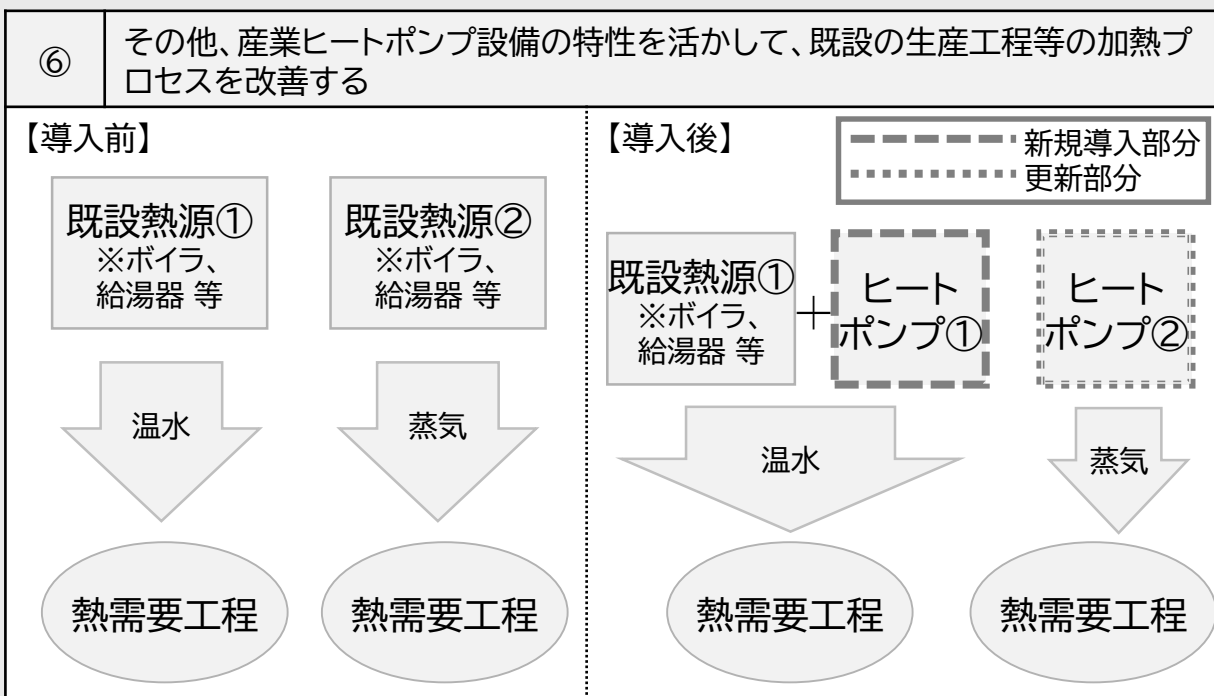 ⑥
その他、産業ヒートポンプ設備の特性を活かして、既設の生産工程等の加熱プ
ロセスを改善する
【導入前】
既設熱源①
※ボイラ、
給湯器 等
既設熱源②
※ボイラ、
給湯器 等
温水
蒸気
熱需要工程
熱需要工程
【導入後】
新規導入部分
更新部分
既設熱源①
※ボイラ、
給湯器 等
+
ヒート
ポンプ①
ヒート
ポンプ②
温水
蒸気
熱需要工程
熱需要工程